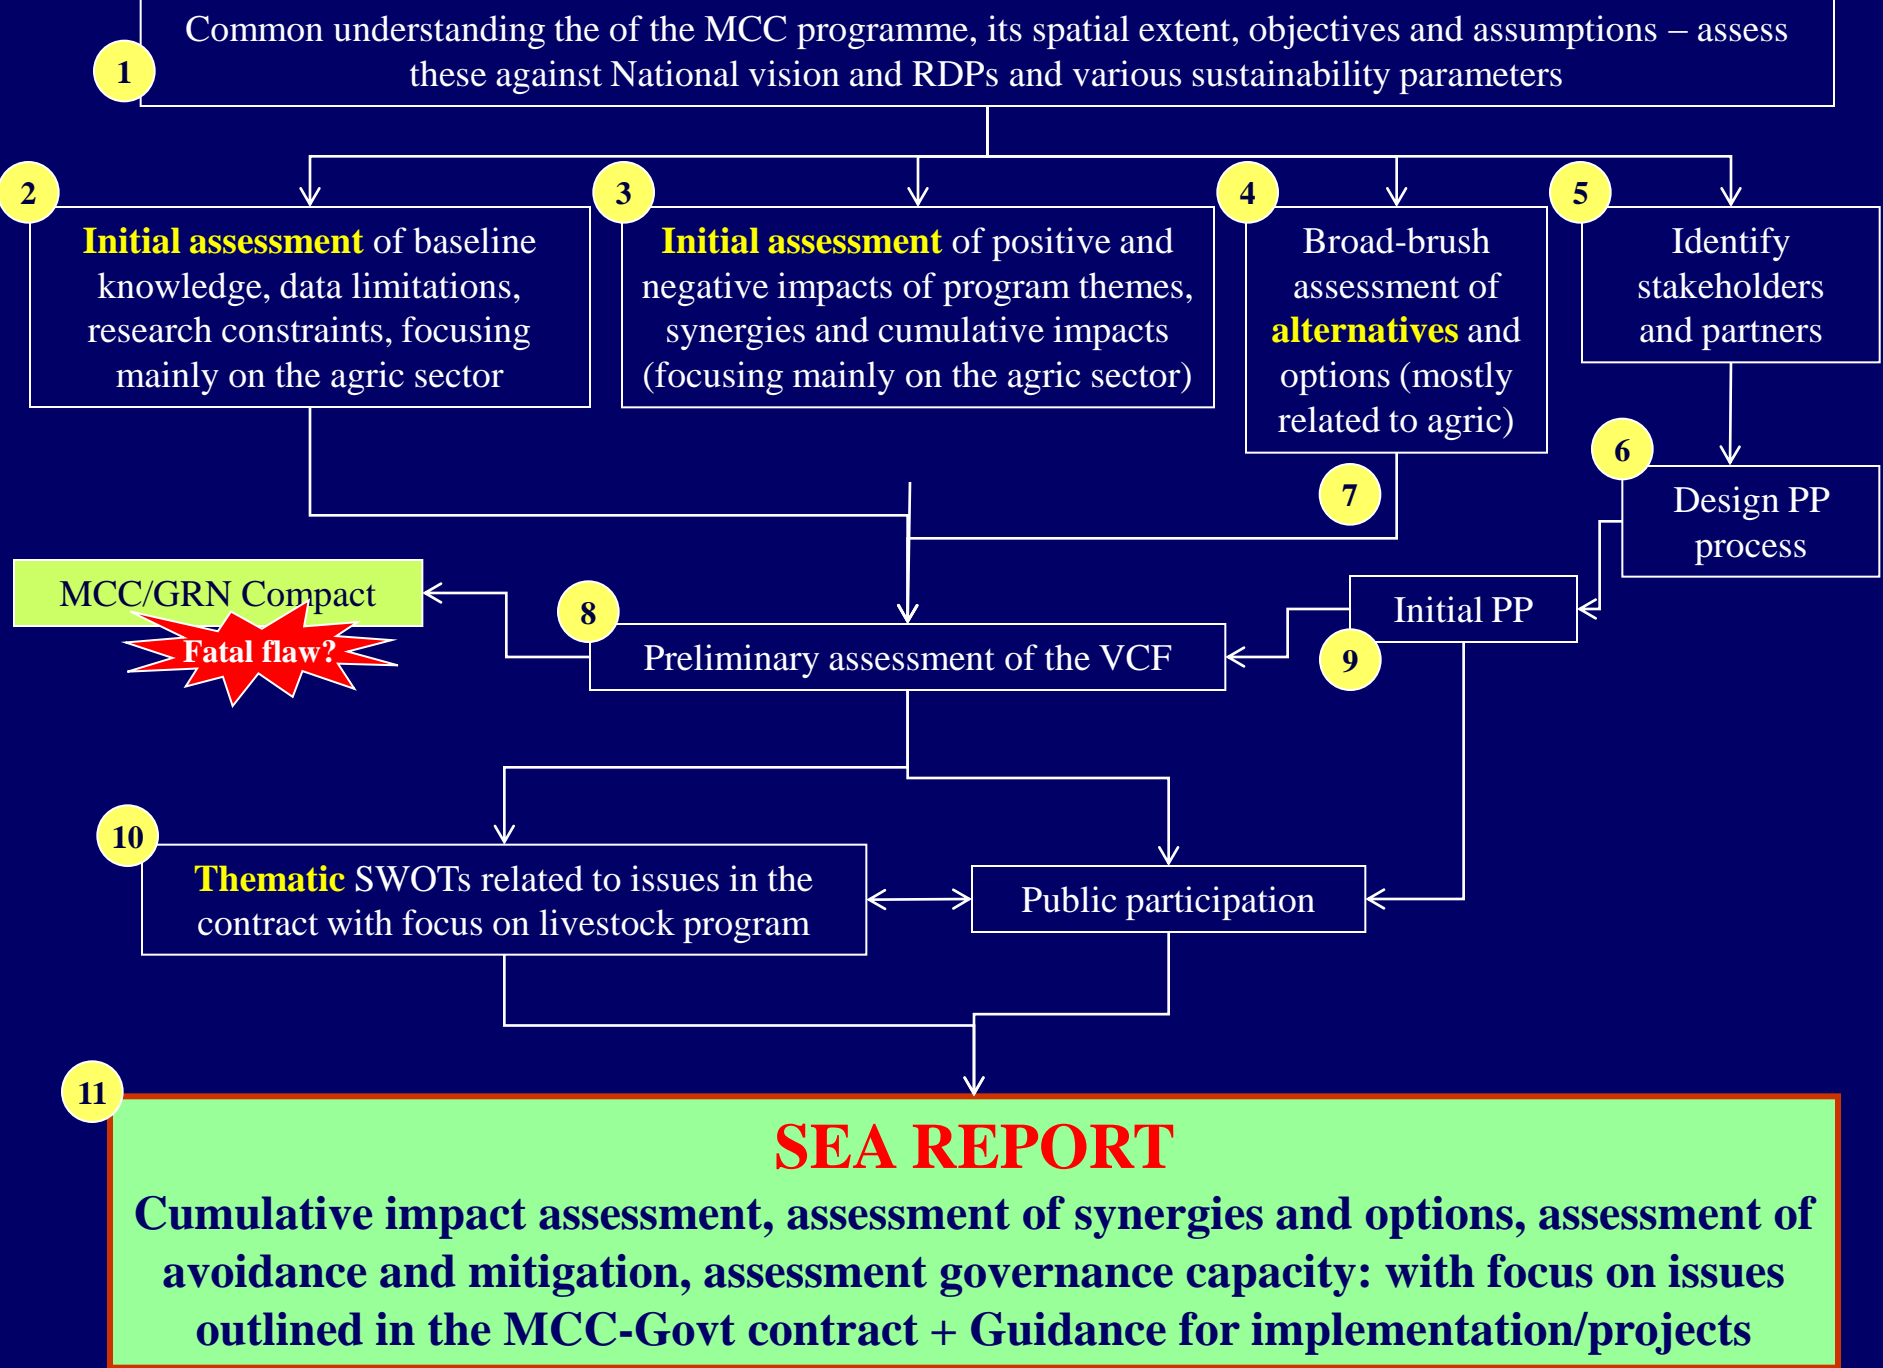 1
Common understanding the of the MCC programme, its spatial extent, objectives and assumptions – assess
these against National vision and RDPs and various sustainability parameters
2
Initial assessment of baseline
knowledge, data limitations,
research constraints, focusing
mainly on the agric sector
3
Initial assessment of positive and
negative impacts of program themes,
synergies and cumulative impacts
(focusing mainly on the agric sector)
4
Broad-brush
assessment of
alternatives and
options (mostly
related to agric)
5
Identify
stakeholders
and partners
6
Design PP
process
7
MCC/GRN Compact
Fatal flaw?
8
Preliminary assessment of the VCF
Initial PP
9
10
Thematic SWOTs related to issues in the
contract with focus on livestock program
Public participation
11
SEA REPORT
Cumulative impact assessment, assessment of synergies and options, assessment of
avoidance and mitigation, assessment governance capacity: with focus on issues
outlined in the MCC-Govt contract + Guidance for implementation/projects